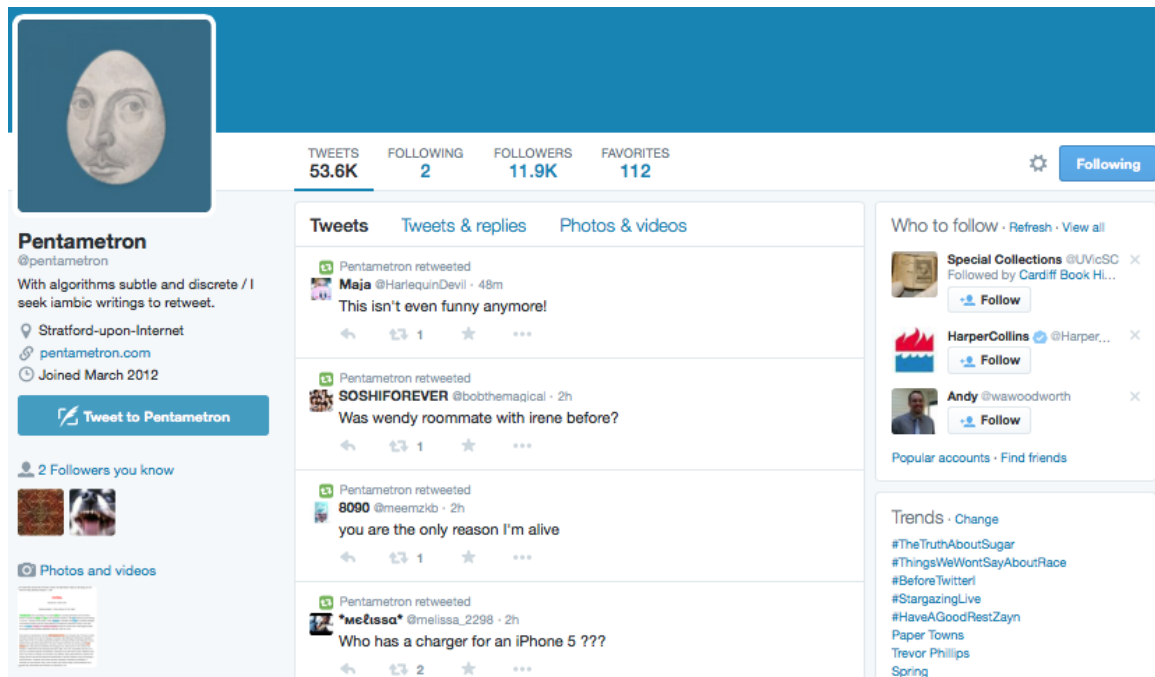 TWEETS
53.6K
FOLLOWING
2
FOLLOWERS
11.9K
FAVORITES
112
Following
Pentametron
@pentametron
With algorithms subtle and discrete / I
seek iambic writings to retweet.
Stratford-upon-Internet
pentametron.com
Joined March 2012
Tweet to Pentametron
2 Followers you know
Photos and videos
Tweets
Tweets & replies
Photos & videos
Pentametron retweeted
Maja @HarlequinDevil · 48m
This isn't even funny anymore!
1
Pentametron retweeted
SOSHIFOREVER @bobthemagical · 2h
Was wendy roommate with irene before?
1
Pentametron retweeted
8090 @meemzkb · 2h
you are the only reason I'm alive
1
Pentametron retweeted
*мєℓιѕѕα* @melissa_2298 · 2h
Who has a charger for an iPhone 5 ???
2
Who to follow · Refresh · View all
Special Collections @UVicSC
Followed by Cardiff Book Hi...
Follow
HarperCollins @Harper_...
Follow
Andy @wawoodworth
Follow
Popular accounts · Find friends
Trends · Change
#TheTruthAboutSugar
#ThingsWeWontSayAboutRace
#BeforeTwitterI
#StargazingLive
#HaveAGoodRestZayn
Paper Towns
Trevor Phillips
Spring